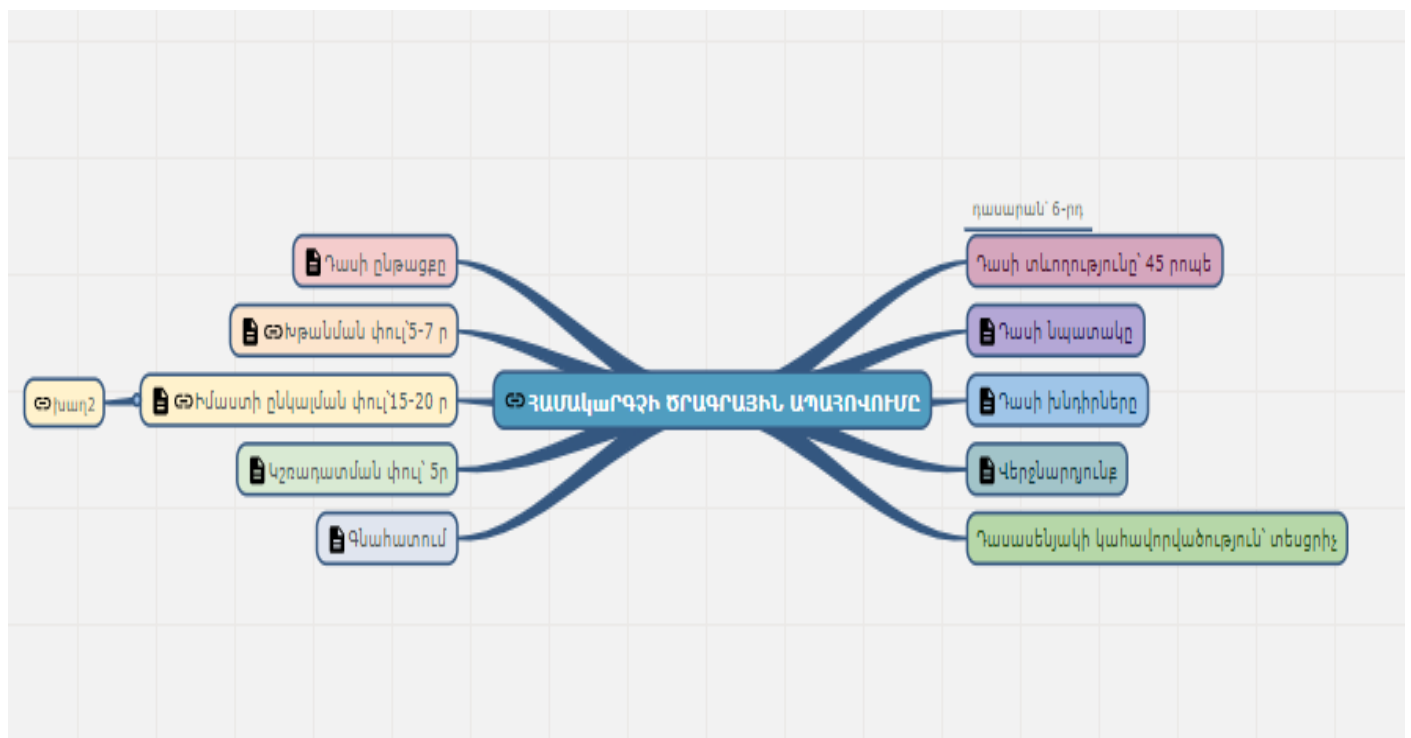 դասարան՝ 6-րդ
Դասի ընթացքը
Դասի տևողությունը՝ 45 րոպե
Խթանման փուլ՝5-7 ր
Դասի նպատակը
խաղ2
Իմաստի ընկալման փուլ՝15-20 ր
ՀԱՄԱԿաՐԳՉԻ ԾՐԱԳՐԱՅԻՆ ԱՊԱՀՈՎՈՒՄԸ
Դասի խնդիրները
Կշռադատման փուլ՝ 5ր
Վերջնարդյունք
Գնահատում
Դասասենյակի կահավորվածություն՝ տեսցրիչ